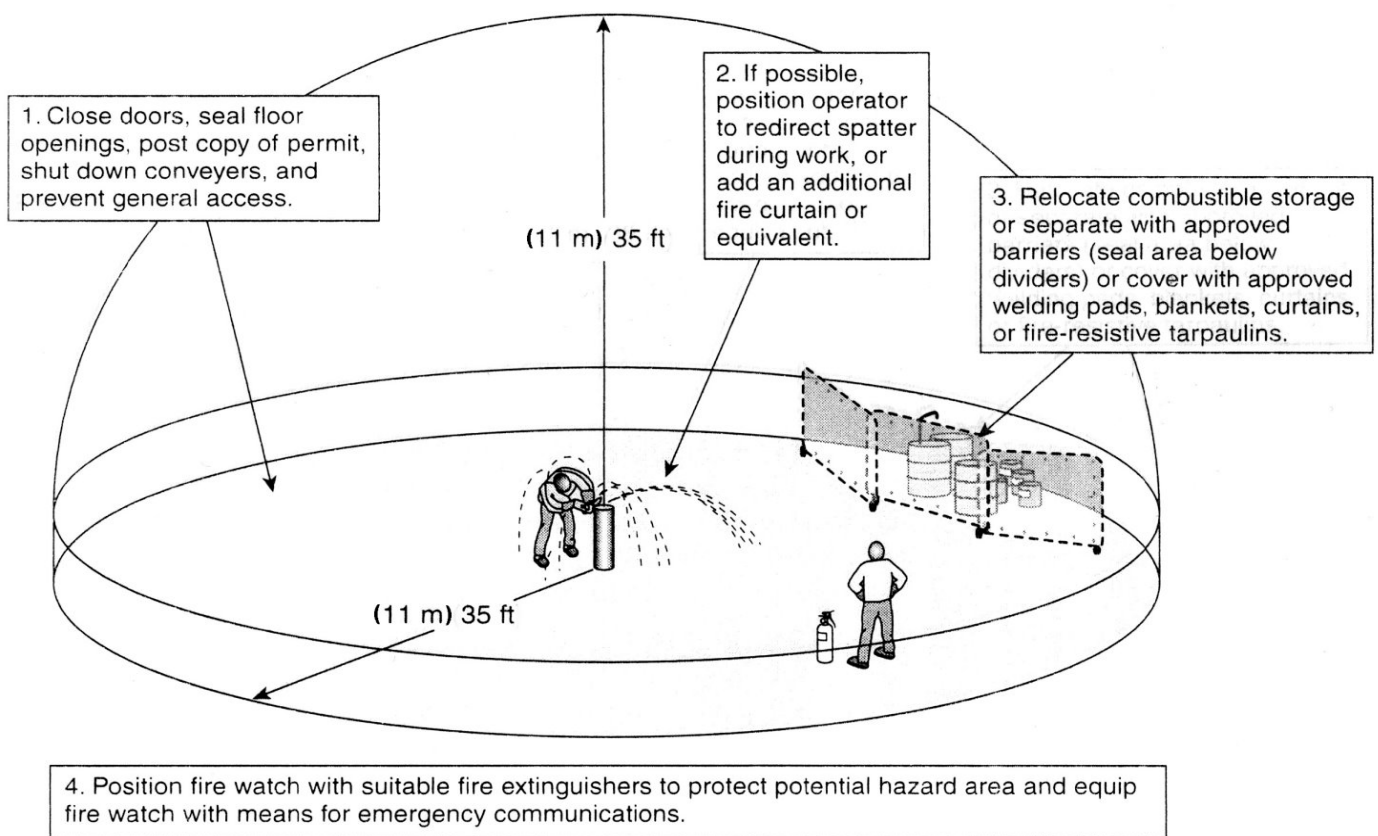 1. Close doors, seal floor
openings, post copy of permit,
shut down conveyers, and
prevent general access.
2. If possible,
position operator
to redirect spatter
during work, or
add an additional
fire curtain or
equivalent.
3. Relocate combustible storage
or separate with approved
barriers (seal area below
dividers) or cover with approved
welding pads, blankets, curtains,
or fire-resistive tarpaulins.
(11 m) 35 ft
(11 m) 35 ft
4. Position fire watch with suitable fire extinguishers to protect potential hazard area and equip
fire watch with means for emergency communications.